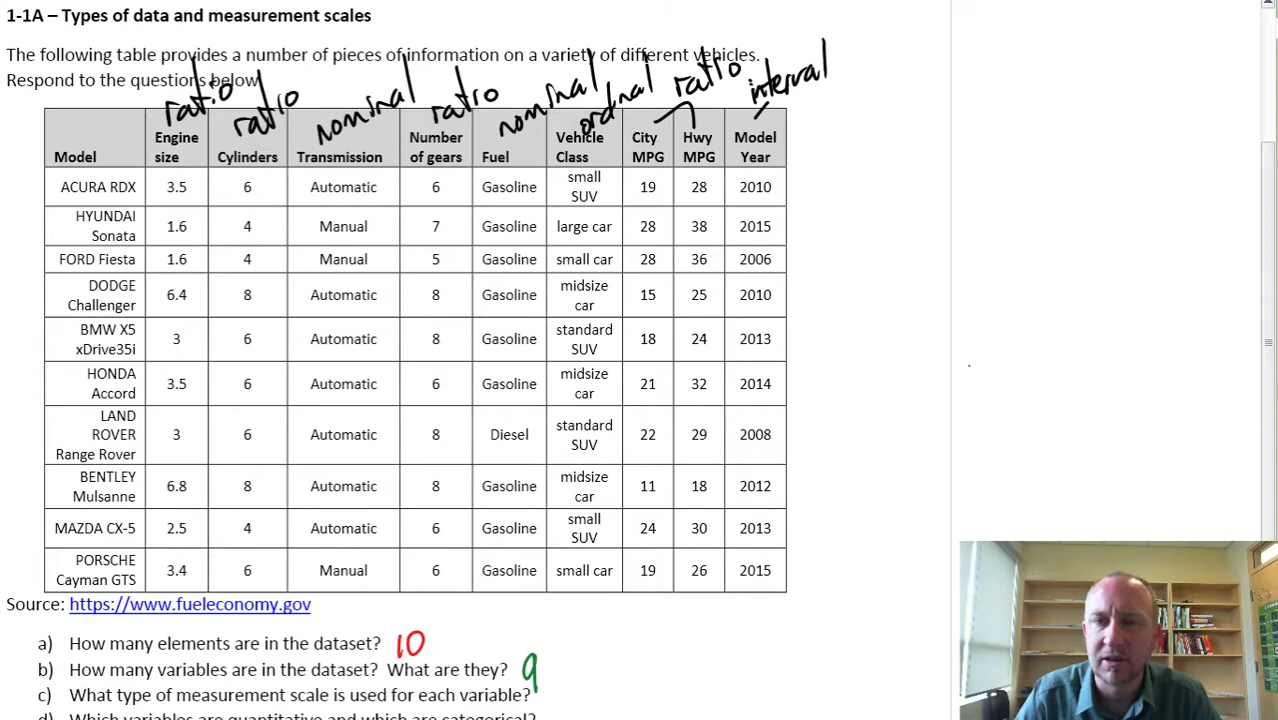 1-1A – Types of data and measurement scales
The following table provides a number of pieces of information on a variety of different vehicles.
Respond to the questions below
ratio ratio nominal ratio nominal ordnal ratio interval
Model Engine size Cylinders Transmission Number of gears Fuel Vehicle Class City MPG Hwy MPG Model Year
ACURA RDX 3.5 6 Automatic 6 Gasoline small SUV 19 28 2010
HYUNDAI Sonata 1.6 4 Manual 7 Gasoline large car 28 38 2015
FORD Fiesta 1.6 4 Manual 5 Gasoline small car 28 36 2006
DODGE Challenger 6.4 8 Automatic 8 Gasoline midsize car 15 25 2010
BMW X5 xDrive35i 3 6 Automatic 8 Gasoline standard SUV 18 24 2013
HONDA Accord 3.5 6 Automatic 6 Gasoline midsize car 21 32 2014
LAND ROVER Range Rover 3 6 Automatic 8 Diesel standard SUV 22 29 2008
BENTLEY Mulsanne 6.8 8 Automatic 8 Gasoline midsize car 11 18 2012
MAZDA CX-5 2.5 4 Automatic 6 Gasoline small SUV 24 30 2013
PORSCHE Cayman GTS 3.4 6 Manual 6 Gasoline small car 19 26 2015
Source: https://www.fueleconomy.gov
a) How many elements are in the dataset? 10
b) How many variables are in the dataset? What are they? 9
c) What type of measurement scale is used for each variable?
d) Which variables are quantitative and which are categorical?